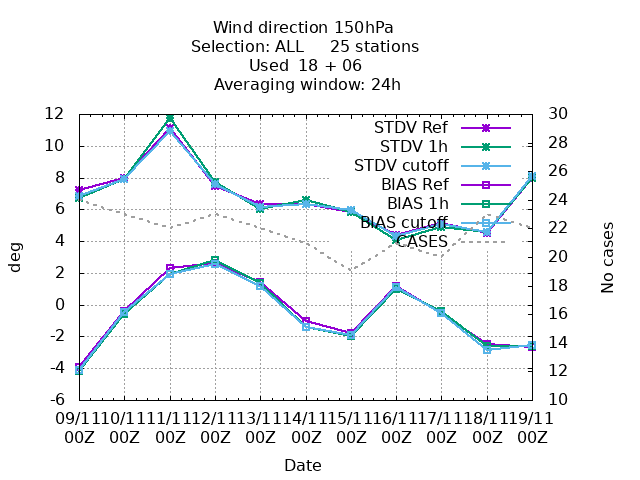 Wind direction 150hPa
Selection: ALL 25 stations
Used 18 + 06
Averaging window: 24h
12
10
8
6
4
2
0
-2
-4
-6
deg
30
28
26
24
22
20
18
16
14
12
10
No cases
STDV Ref
STDV 1h
STDV cutoff
BIAS Ref
BIAS 1h
BIAS cutoff
CASES
09/11 10/11 11/11 12/11 13/11 14/11 15/11 16/11 17/11 18/11 19/11
00Z 00Z 00Z 00Z 00Z 00Z 00Z 00Z 00Z 00Z 00Z
Date